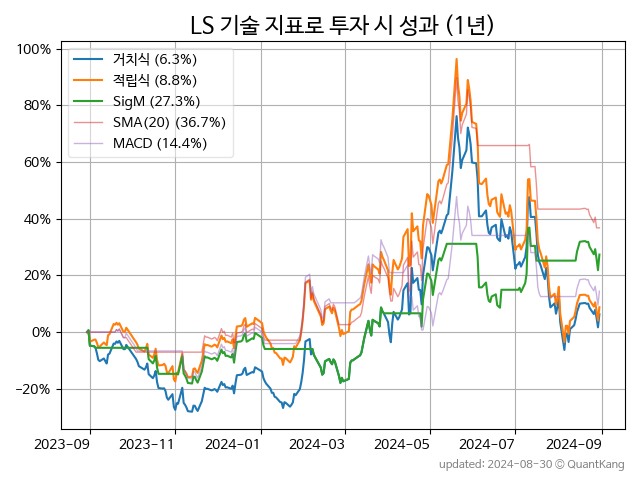 LS 기술 지표로 투자 시 성과 (1년)
100%
80%
60%
40%
20%
0%
−20%
거치식 (6.3%)
적립식 (8.8%)
SigM (27.3%)
SMA(20) (36.7%)
MACD (14.4%)
2023-09 2023-11 2024-01 2024-03 2024-05 2024-07 2024-09
updated: 2024-08-30 © QuantKang